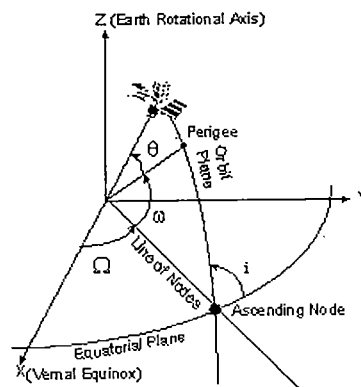 Z (Earth Rotational Axis)
Perigee
Orbit
Plane
θ
Y
ω
Ω
Line of Nodes
i
Ascending Node
Equatorial Plane
X (Vernal Equinox)